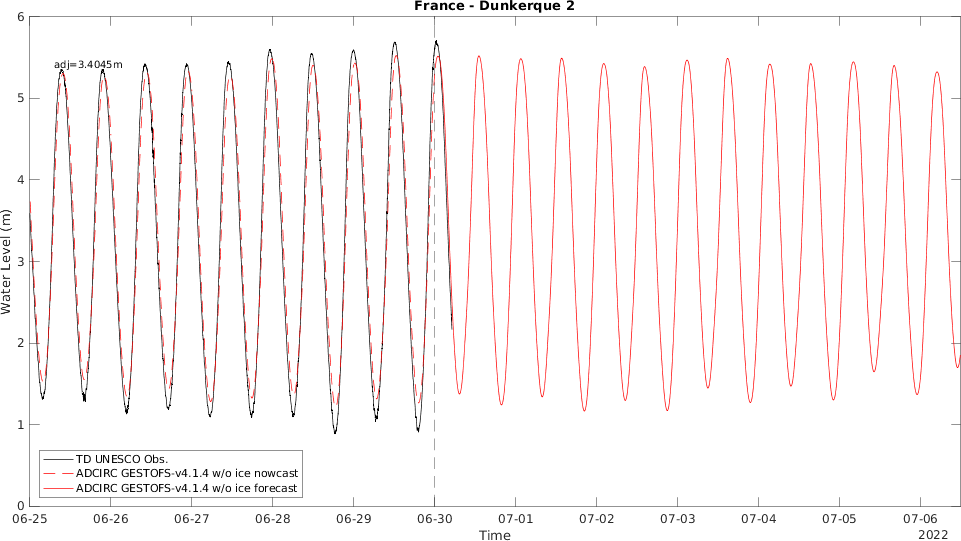 France - Dunkerque 2
6
adj=3.4045m
5
4
3
2
1
0
Water Level (m)
TD UNESCO Obs.
ADCIRC GESTOFS-v4.1.4 w/o ice nowcast
ADCIRC GESTOFS-v4.1.4 w/o ice forecast
06-25 06-26 06-27 06-28 06-29 06-30 07-01 07-02 07-03 07-04 07-05 07-06
Time
2022